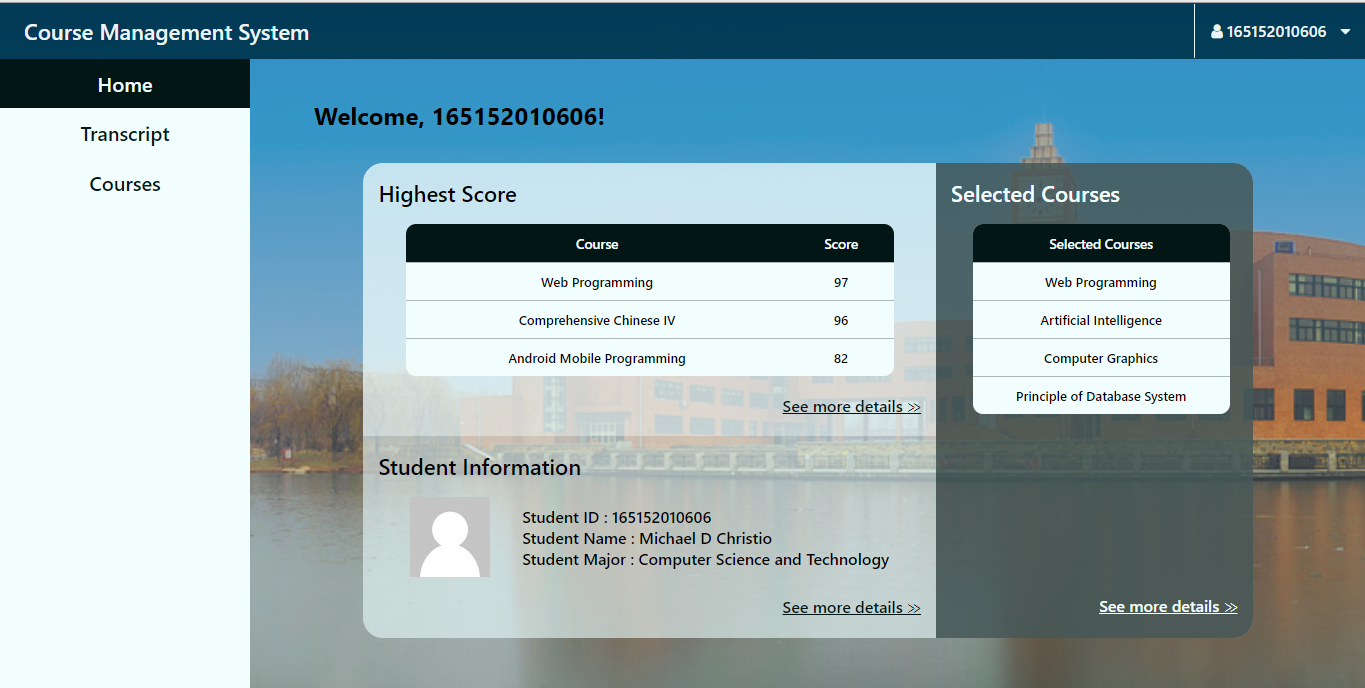 Course Management System
165152010606
Home
Transcript
Courses
Welcome, 165152010606!
Highest Score
Course Score
Web Programming 97
Comprehensive Chinese IV 96
Android Mobile Programming 82
See more details >>
Student Information
Student ID : 165152010606
Student Name : Michael D Christio
Student Major : Computer Science and Technology
See more details >>
Selected Courses
Selected Courses
Web Programming
Artificial Intelligence
Computer Graphics
Principle of Database System
See more details >>